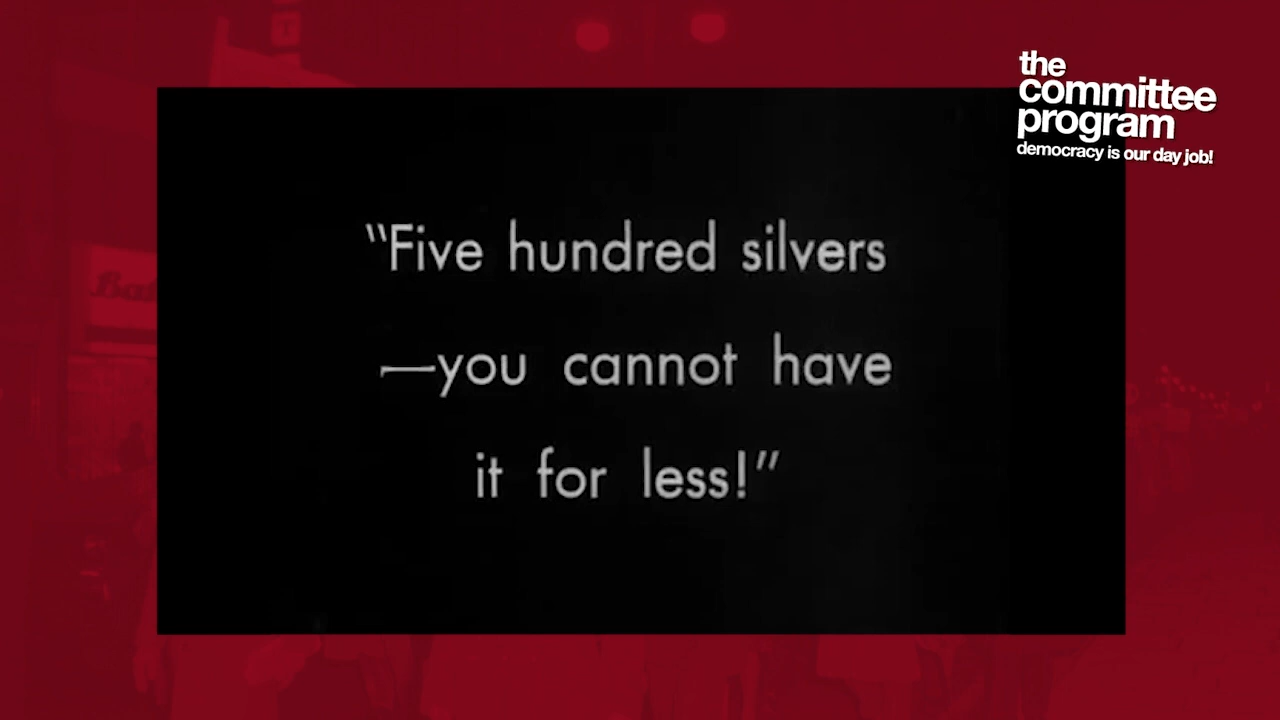 the
committee
program
democracy is our day job!
“Five hundred silvers
—you cannot have
it for less!”